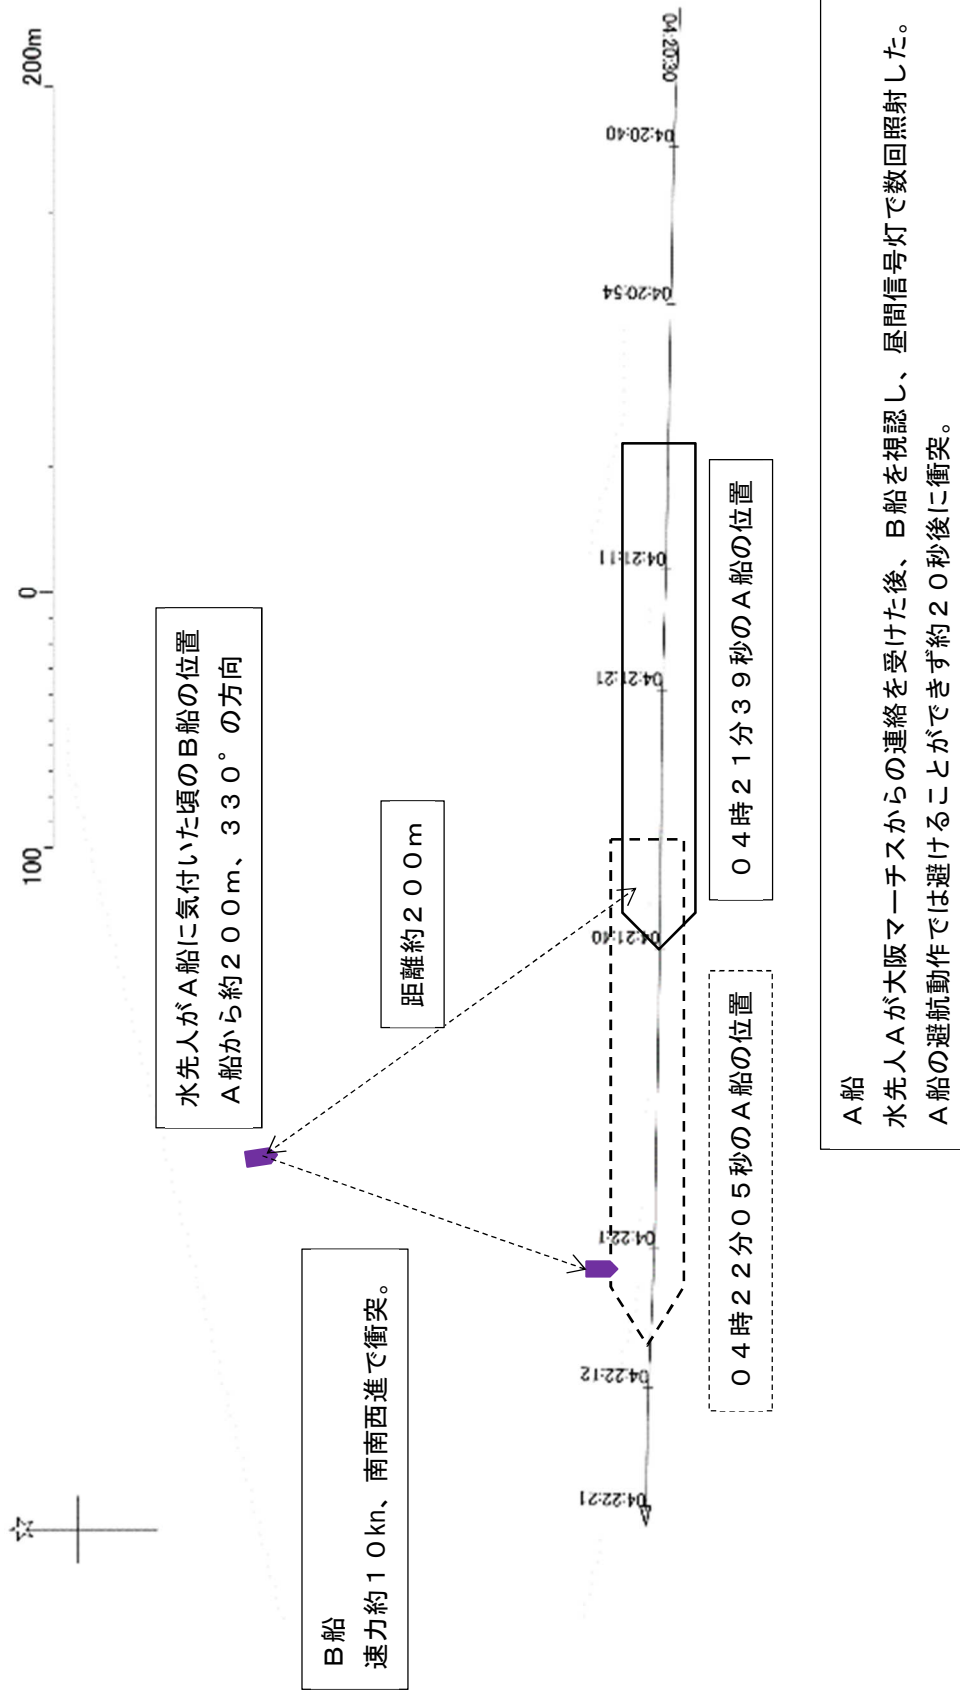 200m
0
100
04:20:30
04:20:40
04:20:54
04:21:11
04:21:21
04:21:40
04:22:1
04:22:12
04:22:21
水先人がA船に気付いた頃のB船の位置
A船から約200m、330°の方向
距離約200m
B船
速力約10kn、南南西進で衝突。
04時21分39秒のA船の位置
04時22分05秒のA船の位置
A船
水先人Aが大阪マーチスからの連絡を受けた後、B船を視認し、昼間信号灯で数回照射した。
A船の避航動作では避けることができず約20秒後に衝突。